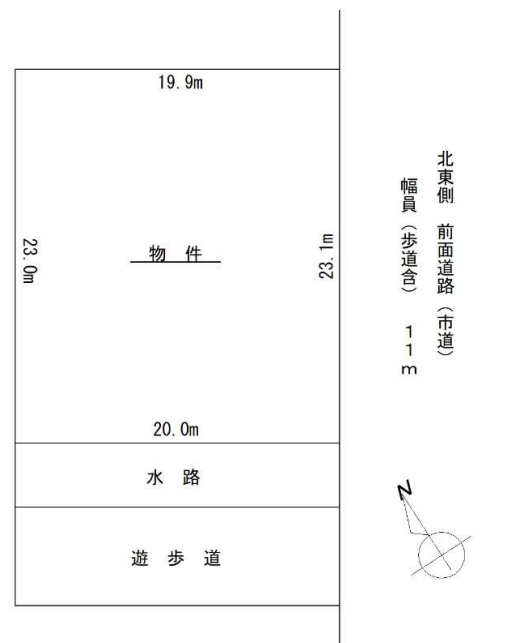 19.9m
北東側 前面道路（市道）
幅員（歩道含） 11m
23.0m
物件
23.1m
20.0m
水路
遊歩道
N